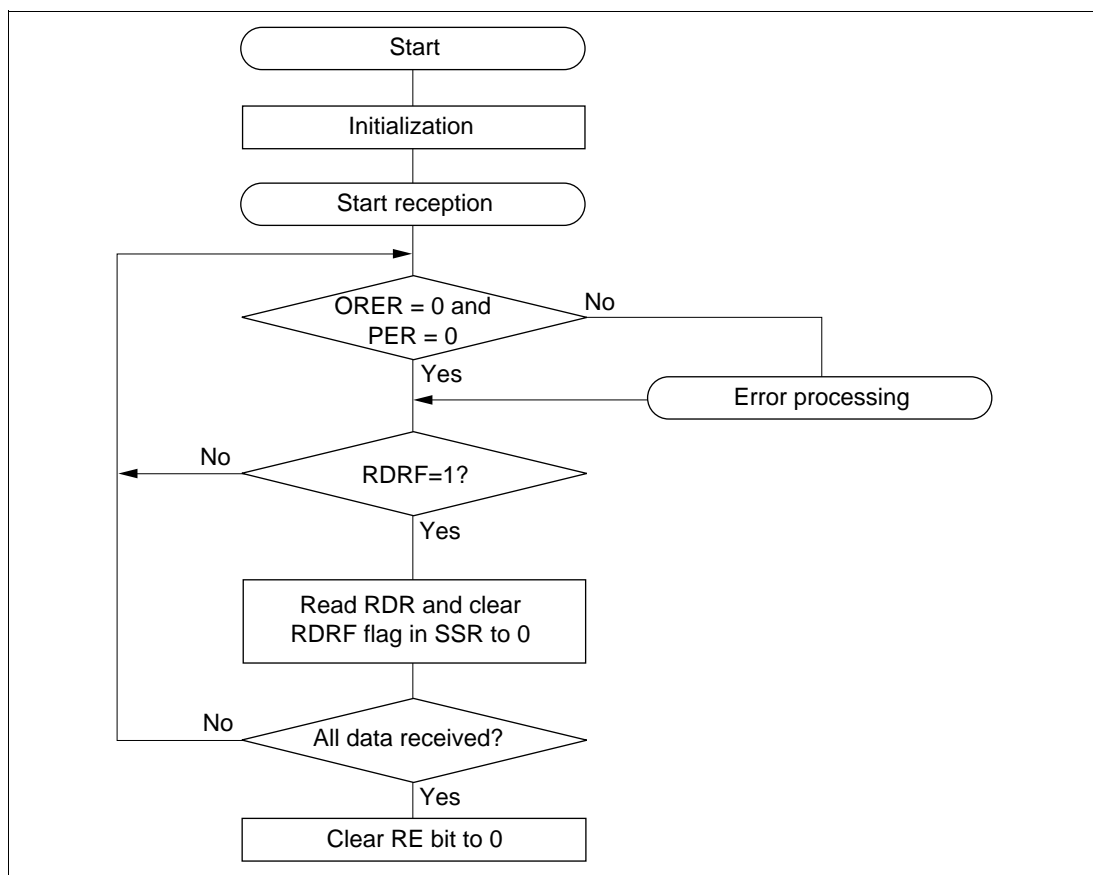 Start
Initialization
Start reception
ORER = 0 and
PER = 0
No
Yes
Error processing
No
RDRF=1?
Yes
Read RDR and clear
RDRF flag in SSR to 0
No
All data received?
Yes
Clear RE bit to 0